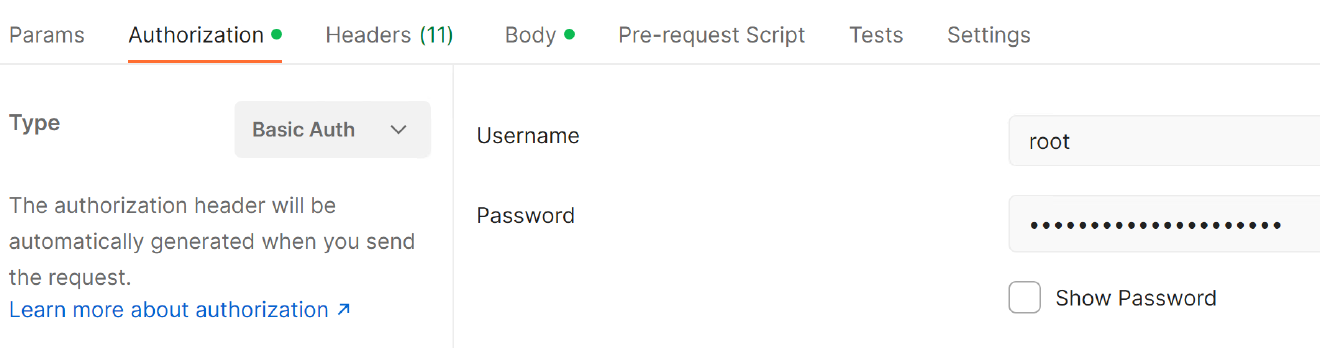 Params Authorization Headers (11) Body Pre-request Script Tests Settings
Type Basic Auth
The authorization header will be
automatically generated when you send
the request.
Learn more about authorization ↗
Username root
Password •••••••••••••••••••••
Show Password